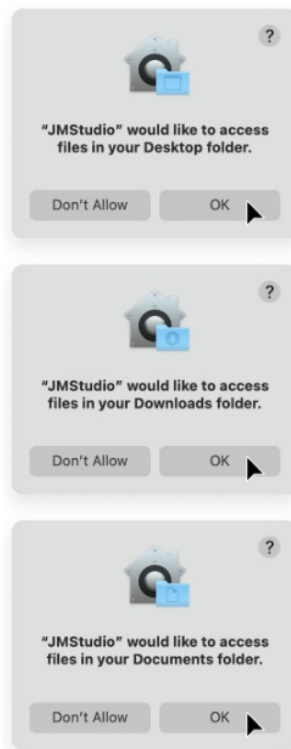 ?
“JMStudio” would like to access
files in your Desktop folder.
Don't Allow OK
?
“JMStudio” would like to access
files in your Downloads folder.
Don't Allow OK
?
“JMStudio” would like to access
files in your Documents folder.
Don't Allow OK